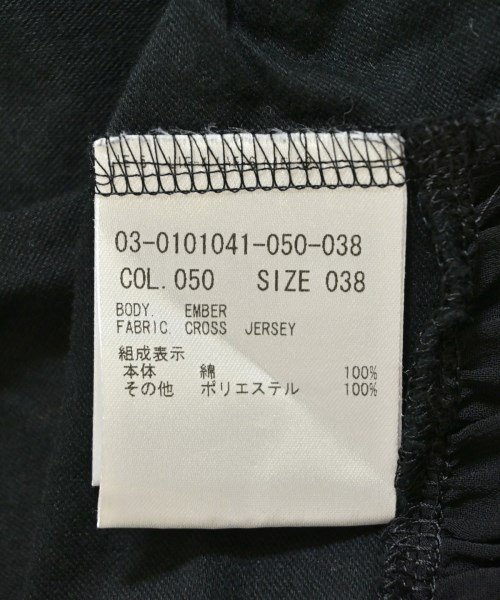 03-0101041-050-038
COL. 050 SIZE 038
BODY. EMBER
FABRIC. CROSS JERSEY
組成表示
本体 綿 100%
その他 ポリエステル 100%